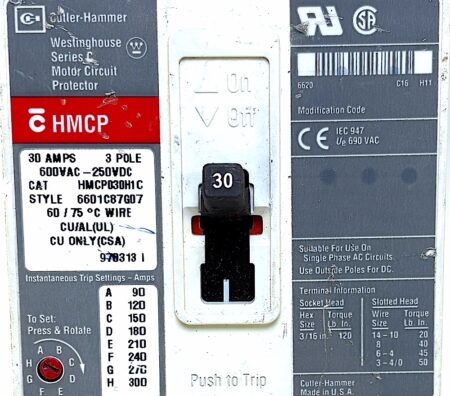 Cutler-Hammer
Westinghouse
Series C
Motor Circuit
Protector
HMCP
30 AMPS 3 POLE
600VAC-250VDC
CAT HMCP030H1C
STYLE 6601C87G07
60 / 75 °C WIRE
CU/AL(UL)
CU ONLY(CSA)
Instantaneous Trip Settings - Amps
To Set:
Press & Rotate
A B C D E F G H
A 90
B 120
C 150
D 180
E 210
F 240
G 270
H 300
On
Off
30
Push to Trip
UL
SA
6620 C16 H11
Modification Code
CE IEC 947
Ue 690 VAC
Suitable For Use On
Single Phase AC Circuits.
Use Outside Poles For DC.
Terminal Information
Socket Head Slotted Head
Hex Torque Wire Torque
Size Lb. In. Size Lb. In.
3/16 in. 120 14-10 20
8 40
6-4 45
3-4/0 50
Cutler-Hammer
Made in U.S.A.